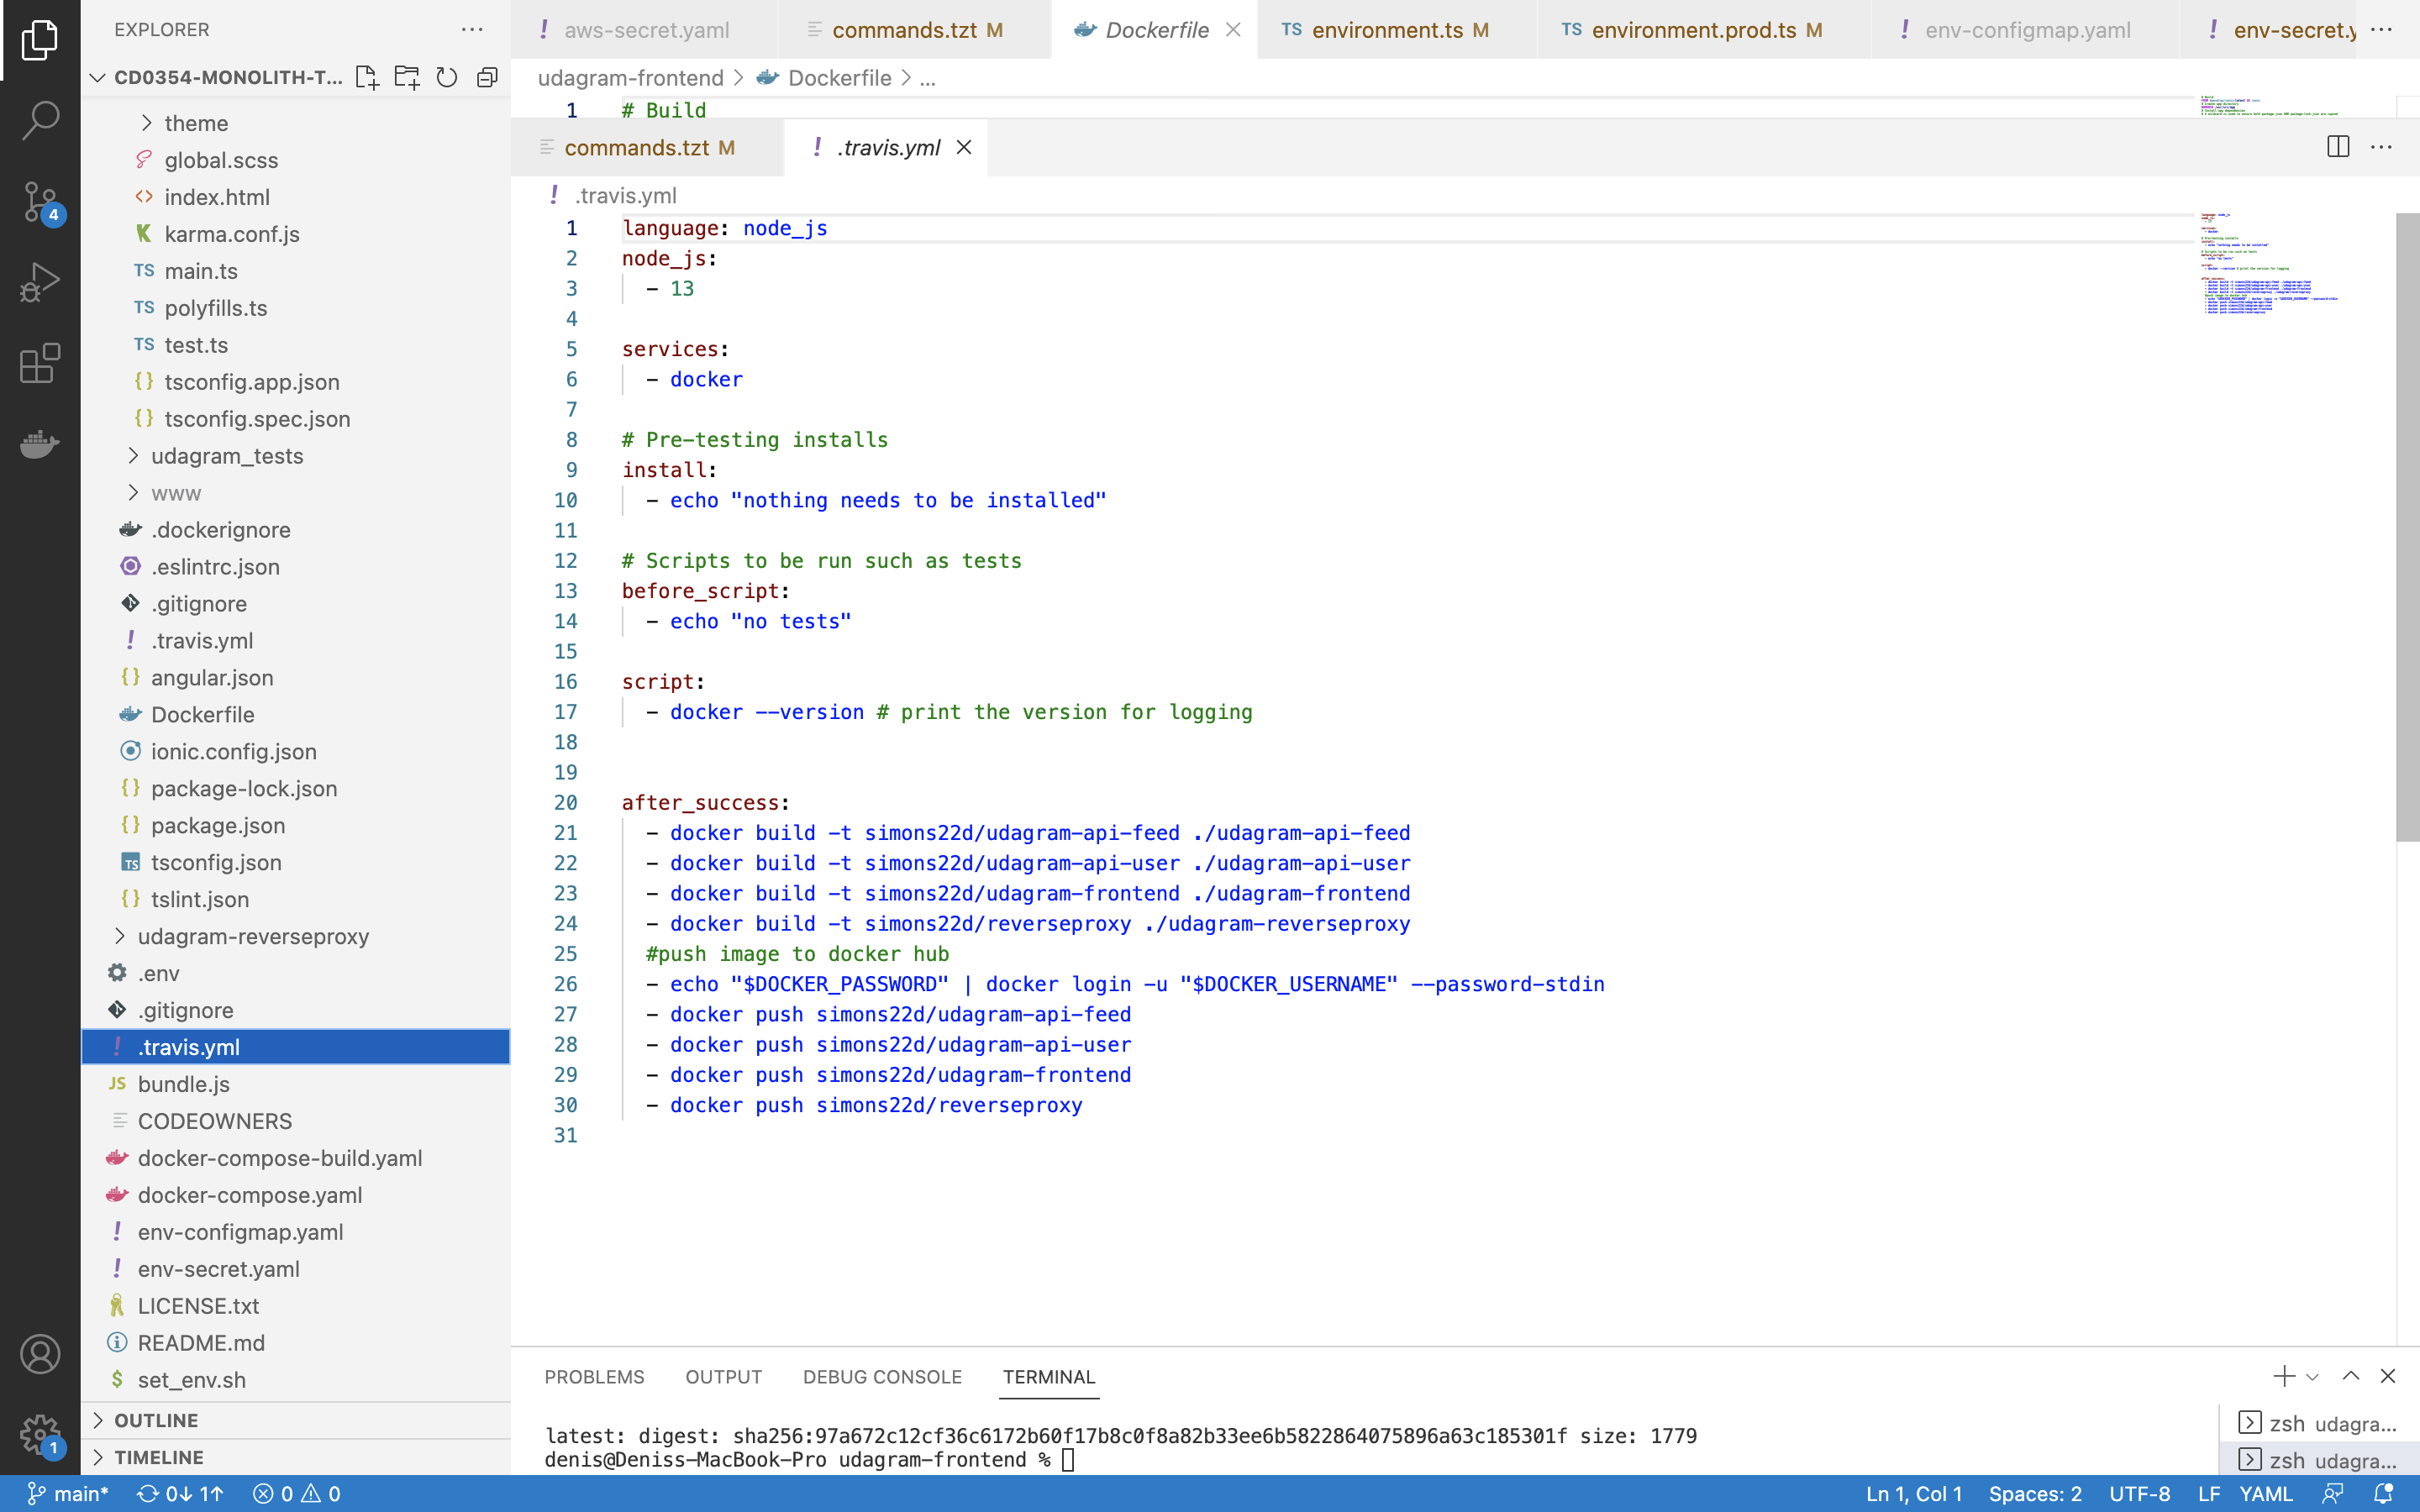 EXPLORER
CD0354-MONOLITH-T...
theme
global.scss
index.html
karma.conf.js
TS main.ts
TS polyfills.ts
TS test.ts
{} tsconfig.app.json
{} tsconfig.spec.json
udagram_tests
www
.dockerignore
.eslintrc.json
.gitignore
! .travis.yml
{} angular.json
Dockerfile
ionic.config.json
{} package-lock.json
{} package.json
TS tsconfig.json
{} tslint.json
udagram-reverseproxy
.env
.gitignore
! .travis.yml
JS bundle.js
CODEOWNERS
docker-compose-build.yaml
docker-compose.yaml
! env-configmap.yaml
! env-secret.yaml
LICENSE.txt
README.md
$ set_env.sh
OUTLINE
TIMELINE
4
1
! aws-secret.yaml
commands.tzt M
Dockerfile
TS environment.ts M
TS environment.prod.ts M
! env-configmap.yaml
! env-secret.y
udagram-frontend > Dockerfile > ...
1 # Build
commands.tzt M
! .travis.yml
! .travis.yml
1 language: node_js
2 node_js:
3 - 13
4
5 services:
6 - docker
7
8 # Pre-testing installs
9 install:
10 - echo "nothing needs to be installed"
11
12 # Scripts to be run such as tests
13 before_script:
14 - echo "no tests"
15
16 script:
17 - docker --version # print the version for logging
18
19
20 after_success:
21 - docker build -t simons22d/udagram-api-feed ./udagram-api-feed
22 - docker build -t simons22d/udagram-api-user ./udagram-api-user
23 - docker build -t simons22d/udagram-frontend ./udagram-frontend
24 - docker build -t simons22d/reverseproxy ./udagram-reverseproxy
25 #push image to docker hub
26 - echo "$DOCKER_PASSWORD" | docker login -u "$DOCKER_USERNAME" --password-stdin
27 - docker push simons22d/udagram-api-feed
28 - docker push simons22d/udagram-api-user
29 - docker push simons22d/udagram-frontend
30 - docker push simons22d/reverseproxy
31
PROBLEMS OUTPUT DEBUG CONSOLE TERMINAL
latest: digest: sha256:97a672c12cf36c6172b60f17b8c0f8a82b33ee6b5822864075896a63c185301f size: 1779
denis@Deniss-MacBook-Pro udagram-frontend %
zsh udagra...
zsh udagra...
main* 0↓ 1↑ 0 0
Ln 1, Col 1 Spaces: 2 UTF-8 LF YAML